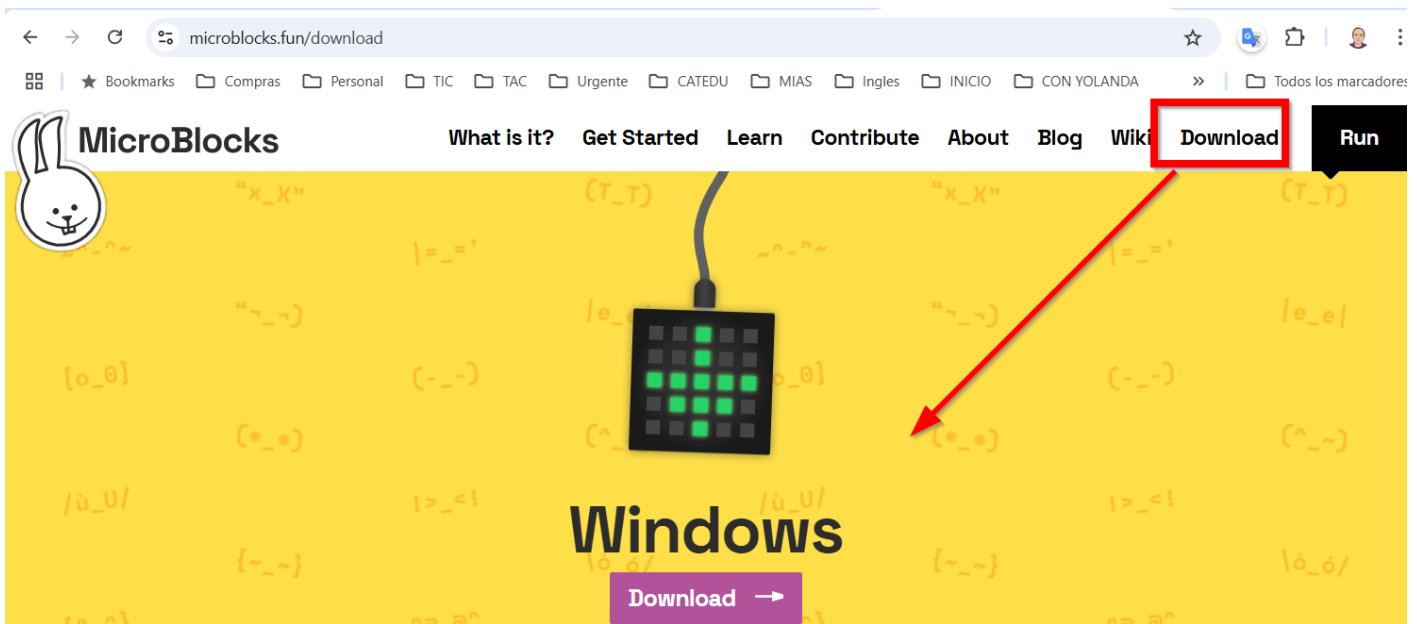 microblocks.fun/download
Bookmarks Compras Personal TIC TAC Urgente CATEDU MIAS Ingles INICIO CON YOLANDA » Todos los marcadores
MicroBlocks What is it? Get Started Learn Contribute About Blog Wiki Download Run
"x_X" (T_T) "x_X" (T_T)
|=_=' ~^-^~ |=_='
"¬_¬) "¬_¬) |e_e|
[o_0] (-_-) o_0] (-_-)
(*_*) (*_*) (^_~)
/ù_U/ !>_<! /ù_U/ !>_<!
Windows
{~_~} {~_~} \ò_ó/
Download